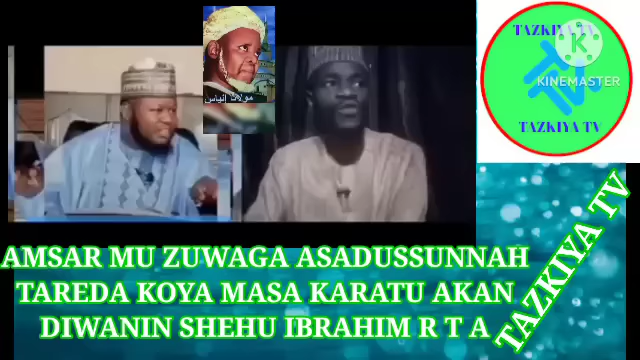 TAZKIYA TV
KINEMASTER
TAZKIYA TV
مولانا إنياس
AMSAR MU ZUWAGA ASADUSSUNNAH
TAREDA KOYA MASA KARATU AKAN
DIWANIN SHEHU IBRAHIM R T A
TAZKIYA TV